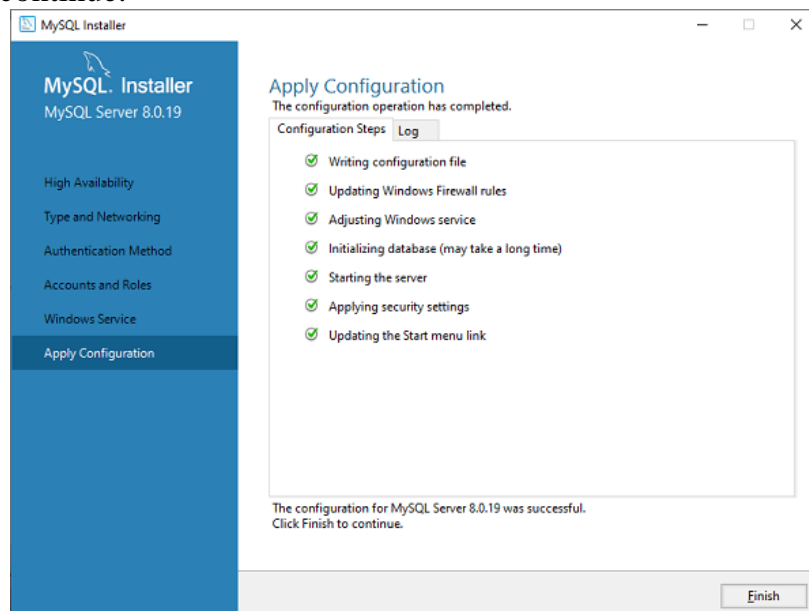 continue.
MySQL Installer
MySQL. Installer
MySQL Server 8.0.19
High Availability
Type and Networking
Authentication Method
Accounts and Roles
Windows Service
Apply Configuration
Apply Configuration
The configuration operation has completed.
Configuration Steps Log
Writing configuration file
Updating Windows Firewall rules
Adjusting Windows service
Initializing database (may take a long time)
Starting the server
Applying security settings
Updating the Start menu link
The configuration for MySQL Server 8.0.19 was successful.
Click Finish to continue.
Finish